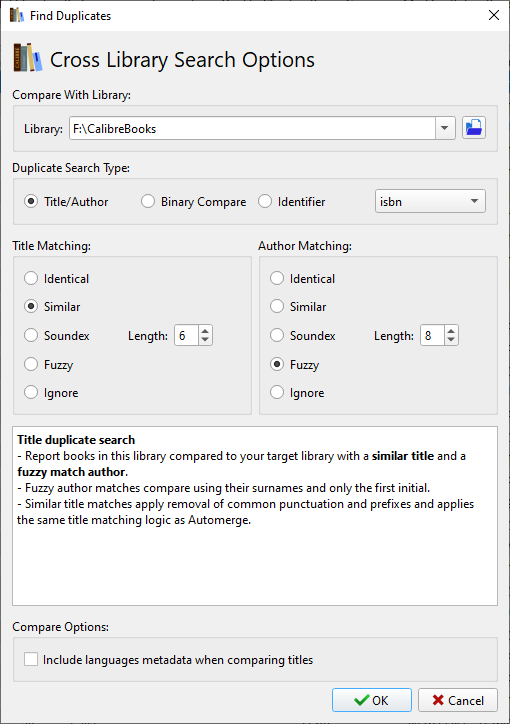 Find Duplicates
CALIBRE
Cross Library Search Options
Compare With Library:
Library: F:\CalibreBooks
Duplicate Search Type:
Title/Author Binary Compare Identifier isbn
Title Matching: Author Matching:
Identical Identical
Similar Similar
Soundex Length: 6 Soundex Length: 8
Fuzzy Fuzzy
Ignore Ignore
Title duplicate search
- Report books in this library compared to your target library with a similar title and a
fuzzy match author.
- Fuzzy author matches compare using their surnames and only the first initial.
- Similar title matches apply removal of common punctuation and prefixes and applies
the same title matching logic as Automerge.
Compare Options:
Include languages metadata when comparing titles
OK Cancel